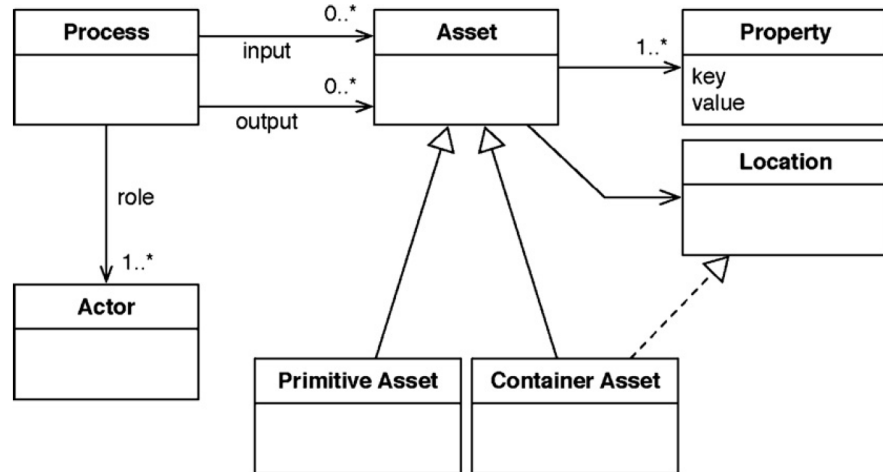 Process
0..*
input
0..*
output
Asset
1..*
Property
key
value
Location
role
1..*
Actor
Primitive Asset
Container Asset